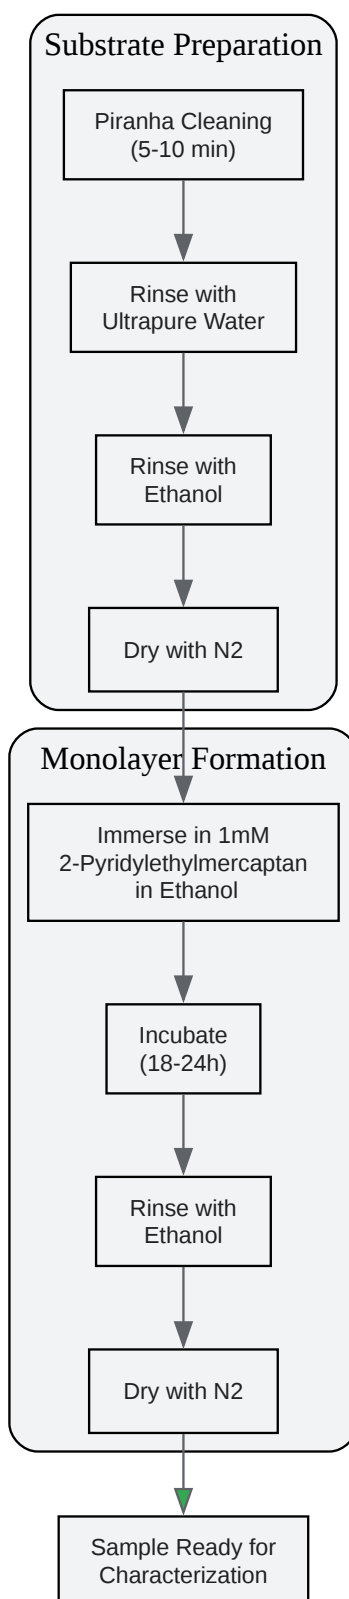 Substrate Preparation
Piranha Cleaning
(5-10 min)
Rinse with
Ultrapure Water
Rinse with
Ethanol
Dry with N2
Monolayer Formation
Immerse in 1mM
2-Pyridylethylmercaptan
in Ethanol
Incubate
(18-24h)
Rinse with
Ethanol
Dry with N2
Sample Ready for
Characterization